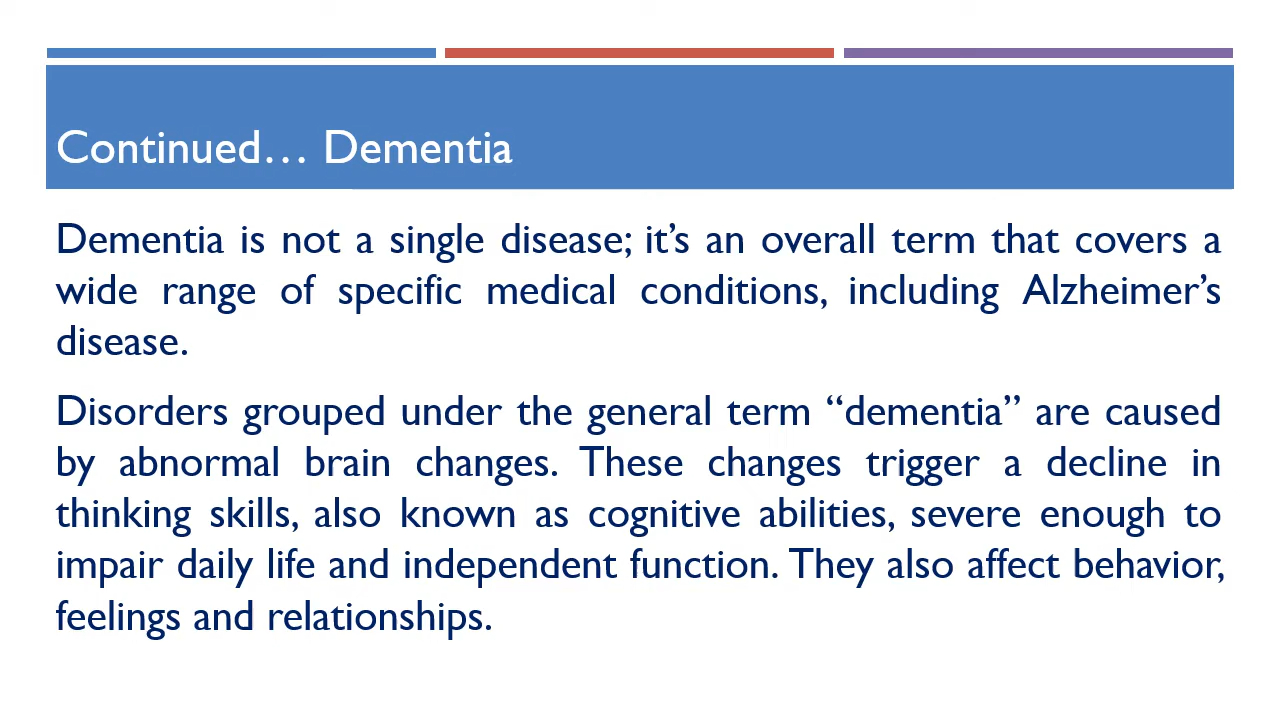 Continued… Dementia
Dementia is not a single disease; it’s an overall term that covers a
wide range of specific medical conditions, including Alzheimer’s
disease.
Disorders grouped under the general term “dementia” are caused
by abnormal brain changes. These changes trigger a decline in
thinking skills, also known as cognitive abilities, severe enough to
impair daily life and independent function. They also affect behavior,
feelings and relationships.